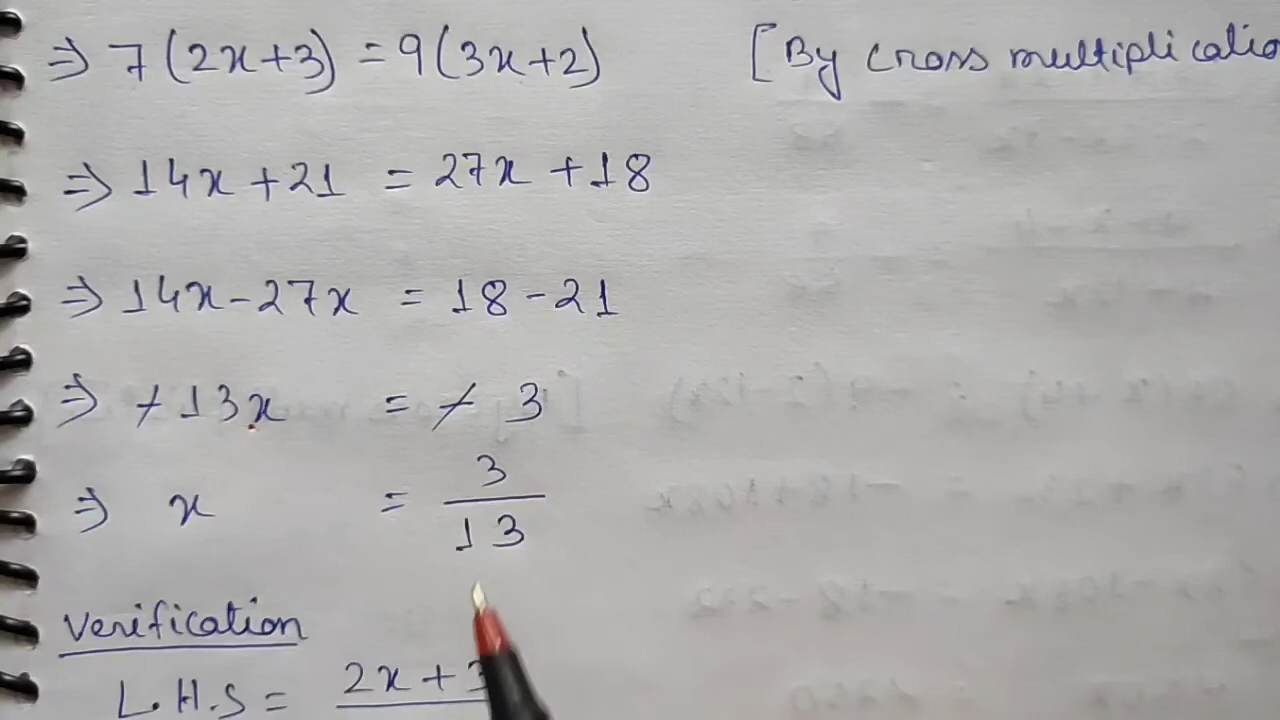 ⇒ 7(2x+3) = 9(3x+2) [By cross multiplicatio
⇒ 14x+21 = 27x+18
⇒ 14x-27x = 18-21
⇒ -13x = - 3
⇒ x = 3/13
Verification
L.H.S = 2x+3